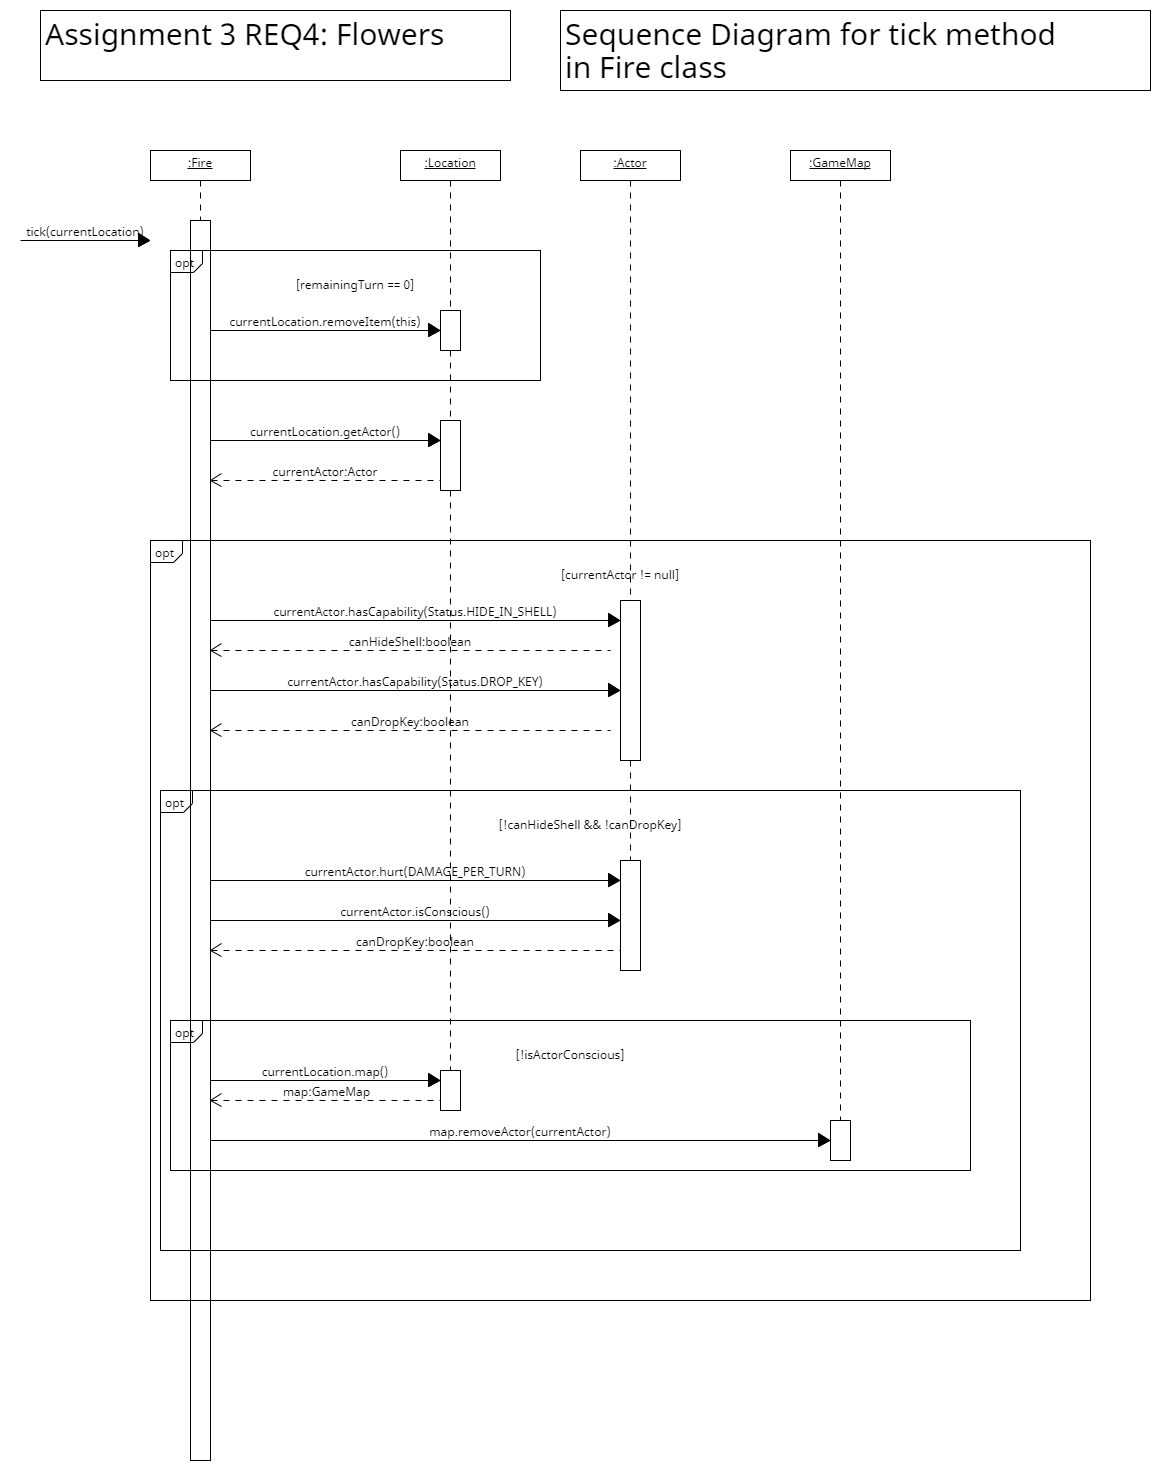 Assignment 3 REQ4: Flowers
Sequence Diagram for tick method
in Fire class
:Fire
:Location
:Actor
:GameMap
tick(currentLocation)
opt
[remainingTurn == 0]
currentLocation.removeItem(this)
currentLocation.getActor()
currentActor:Actor
opt
[currentActor != null]
currentActor.hasCapability(Status.HIDE_IN_SHELL)
canHideShell:boolean
currentActor.hasCapability(Status.DROP_KEY)
canDropKey:boolean
opt
[!canHideShell && !canDropKey]
currentActor.hurt(DAMAGE_PER_TURN)
currentActor.isConscious()
canDropKey:boolean
opt
[!isActorConscious]
currentLocation.map()
map:GameMap
map.removeActor(currentActor)